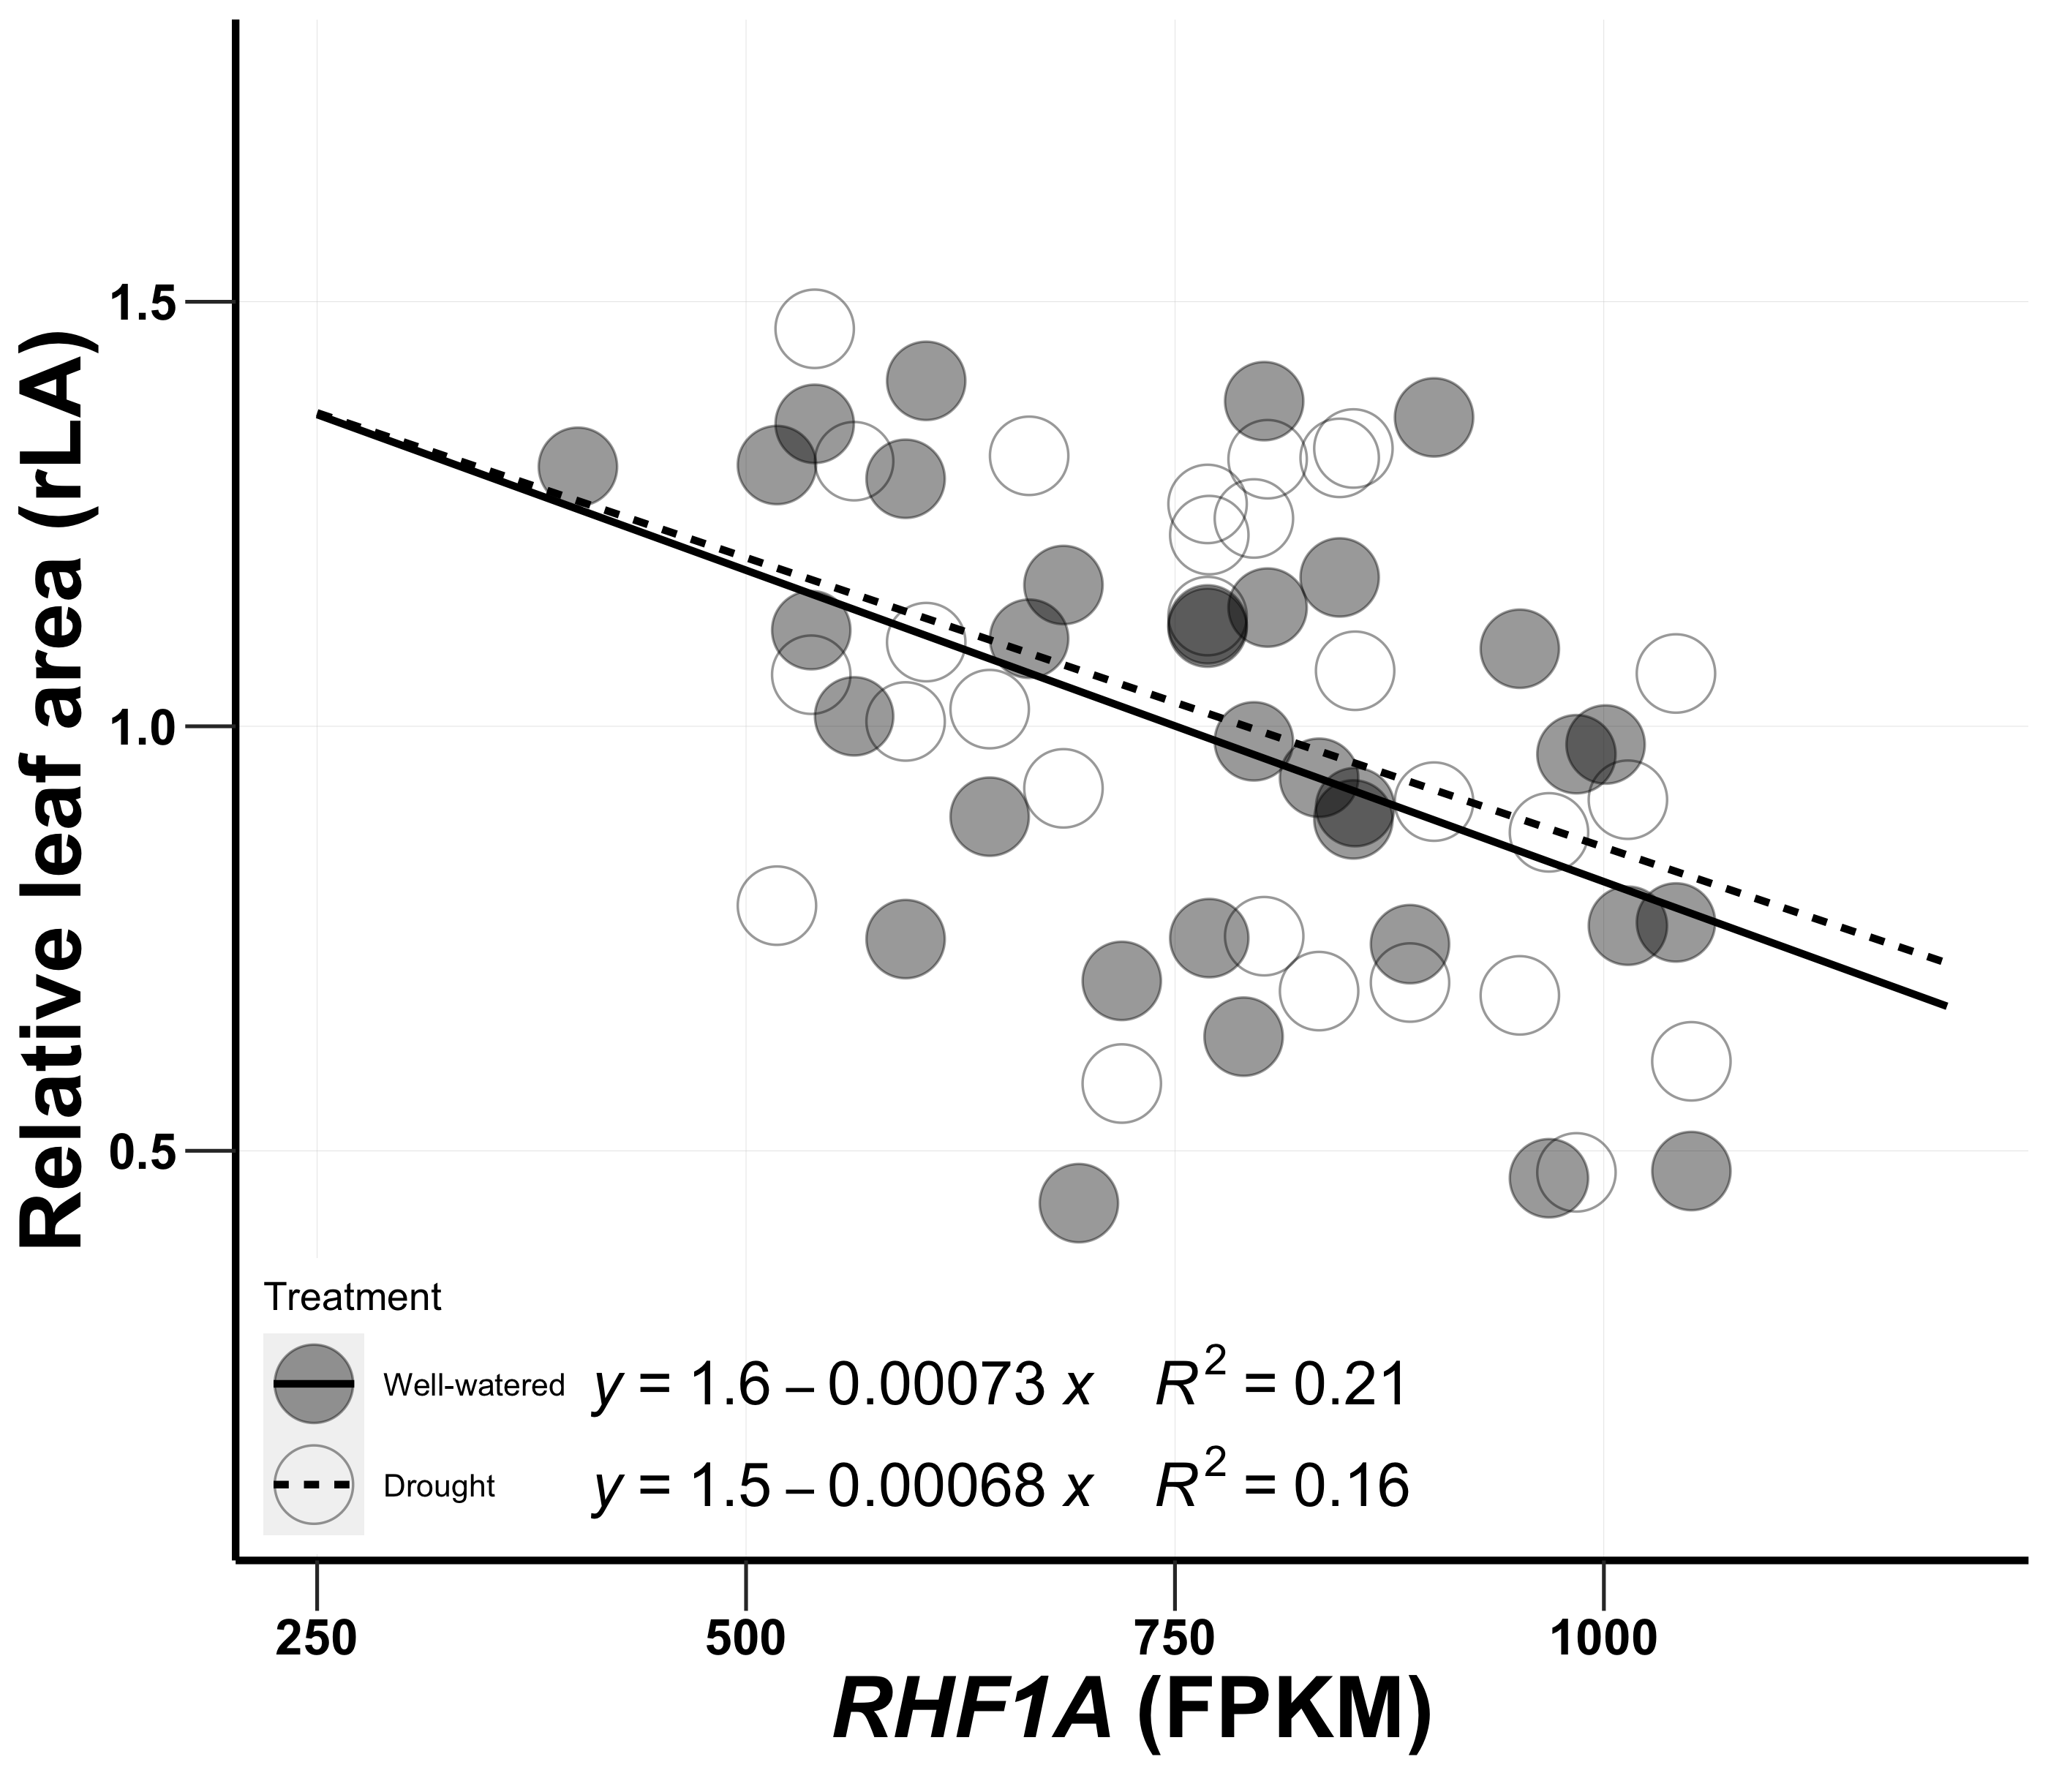 Relative leaf area (rLA)
1.5
1.0
0.5
Treatment
Well-watered y = 1.6 – 0.00073 x R² = 0.21
Drought y = 1.5 – 0.00068 x R² = 0.16
250 500 750 1000
RHF1A (FPKM)